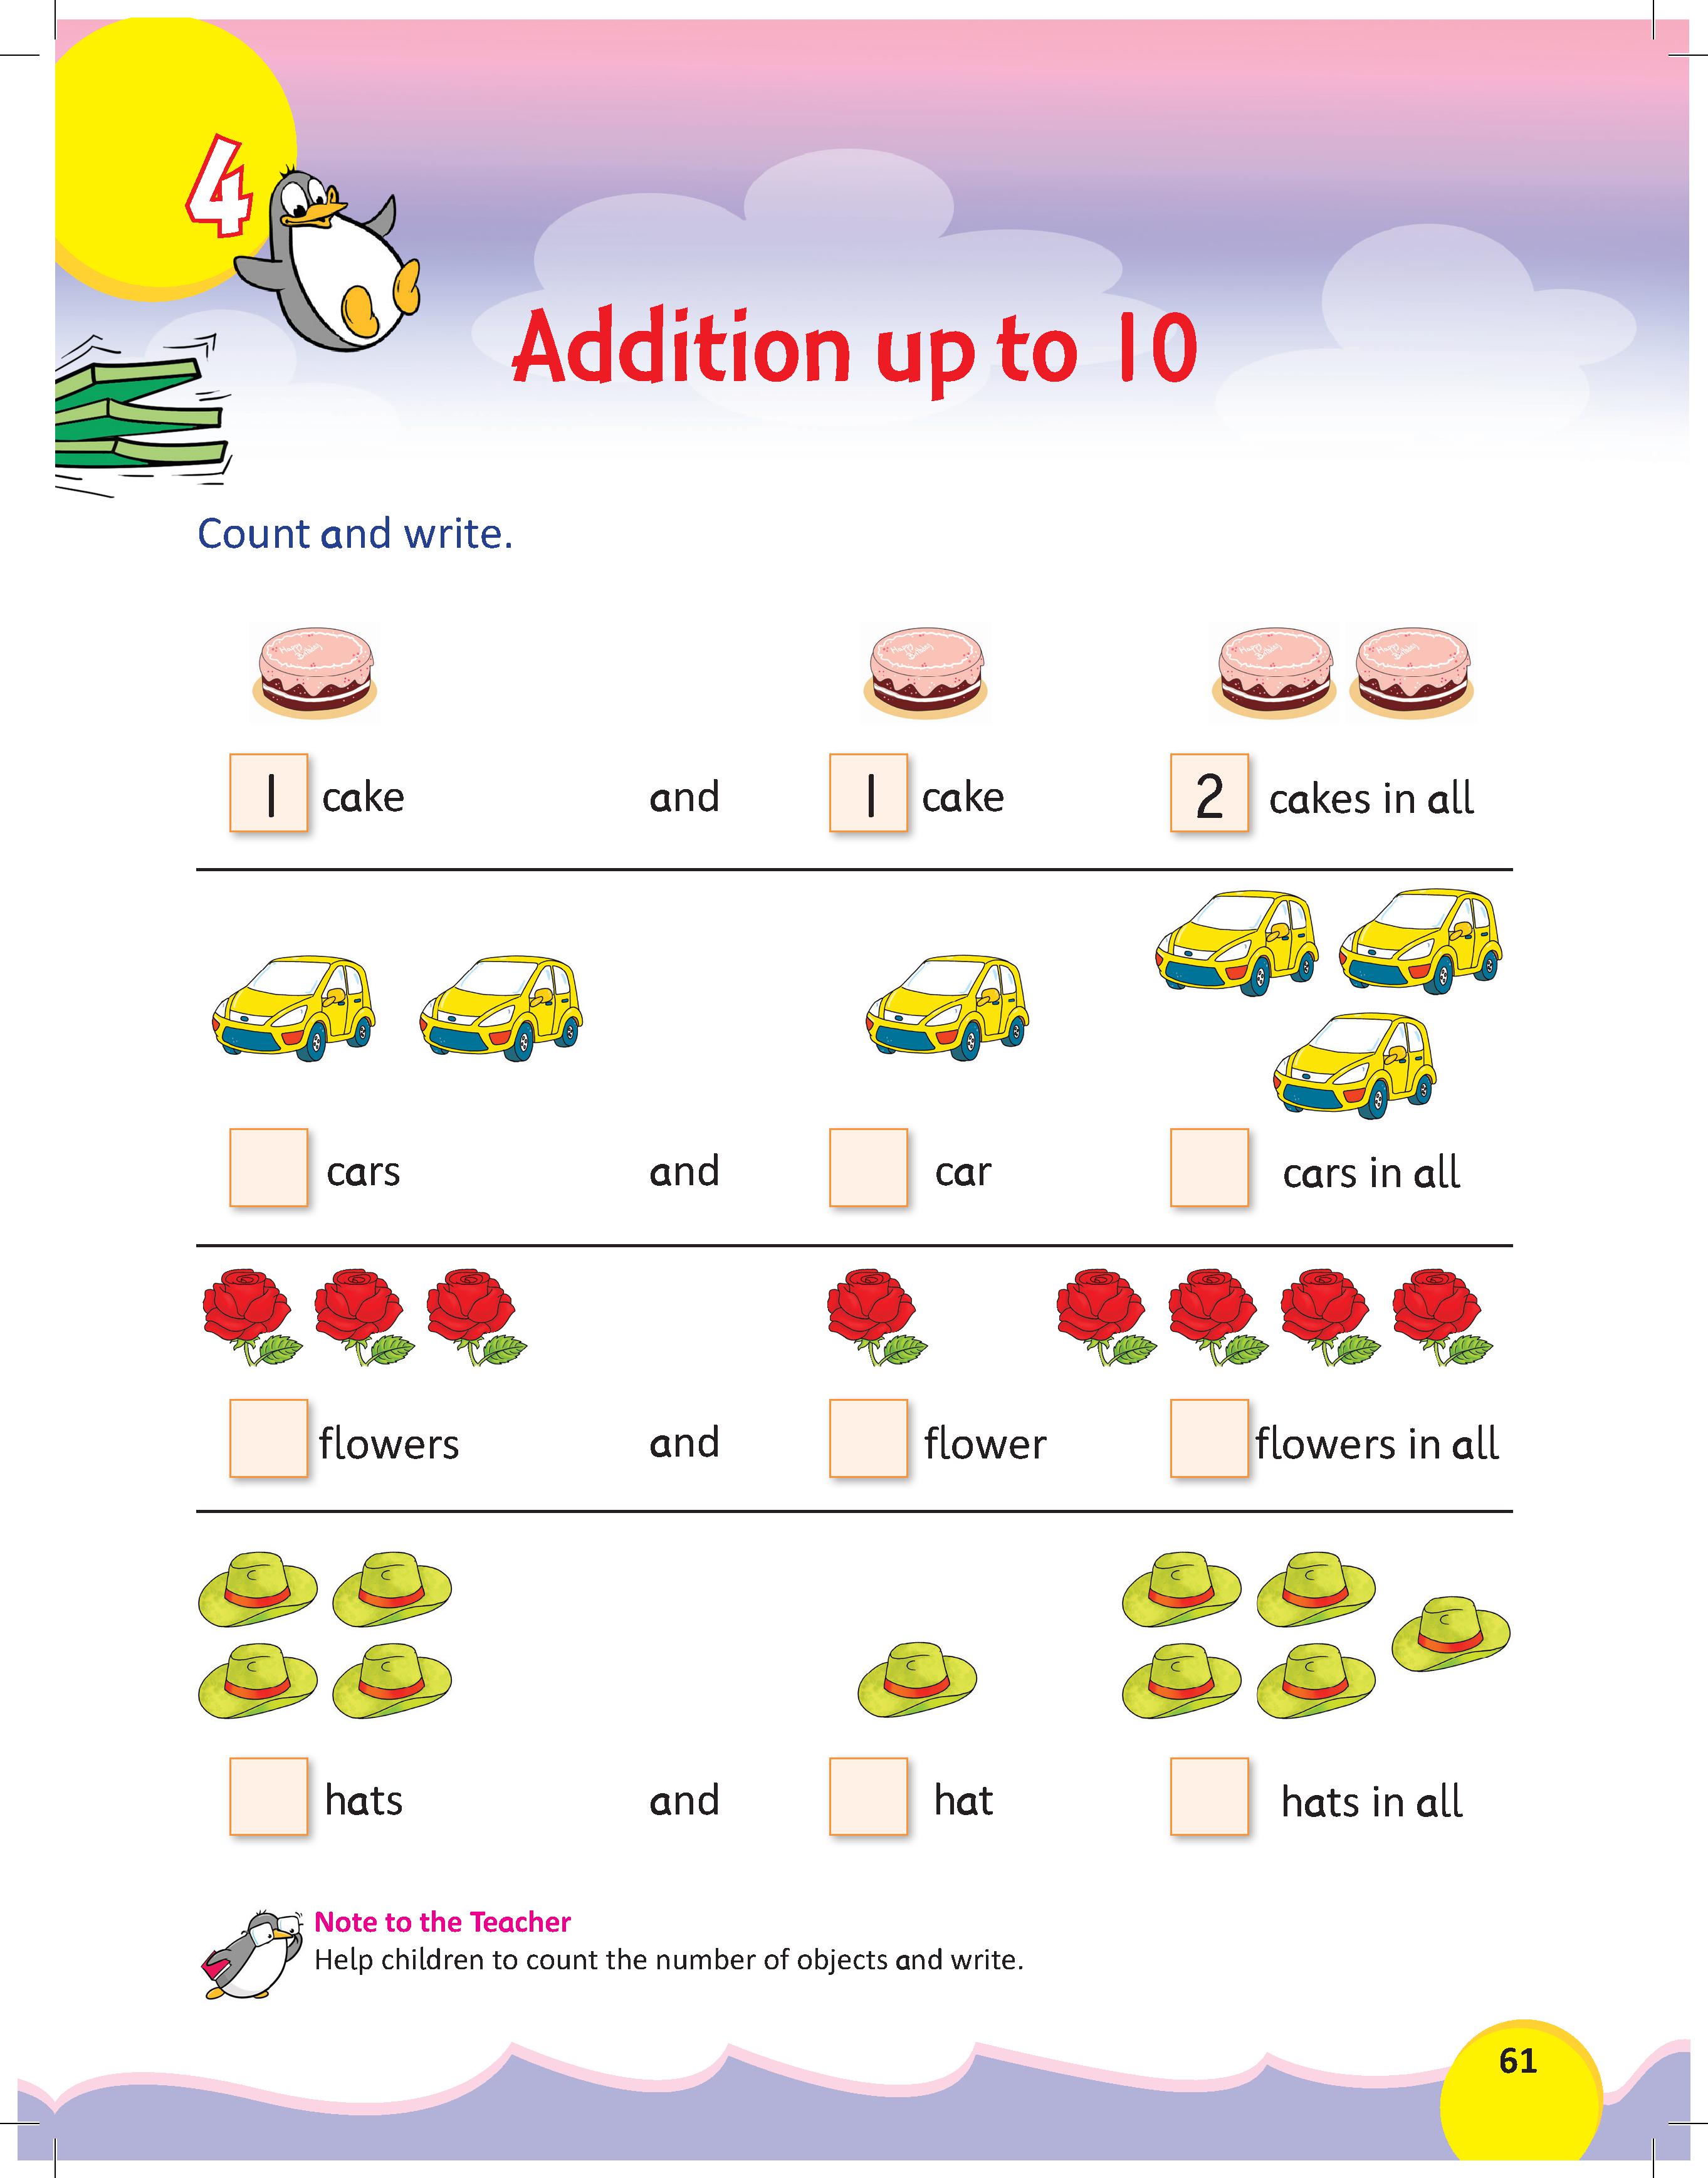 4
Addition up to 10
Count and write.
1 cake and 1 cake 2 cakes in all
cars and car cars in all
flowers and flower flowers in all
hats and hat hats in all
Note to the Teacher
Help children to count the number of objects and write.
61